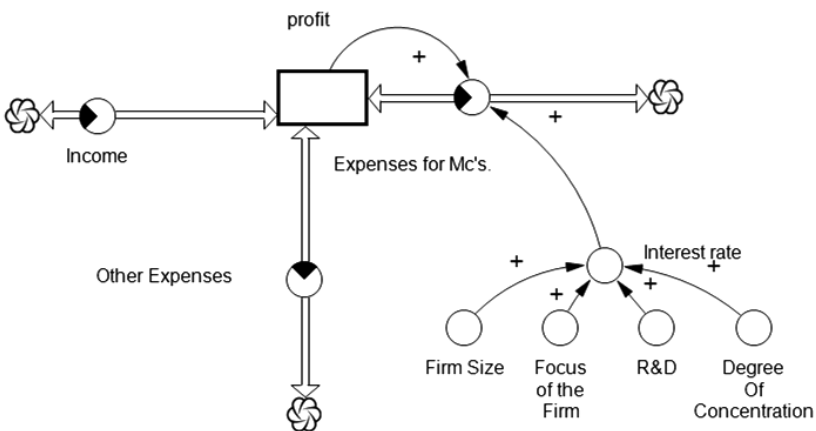 profit
+
+
Income
Expenses for Mc's.
Interest rate
+
+
Other Expenses
+
+
Firm Size
Focus
of the
Firm
R&D
Degree
Of
Concentration